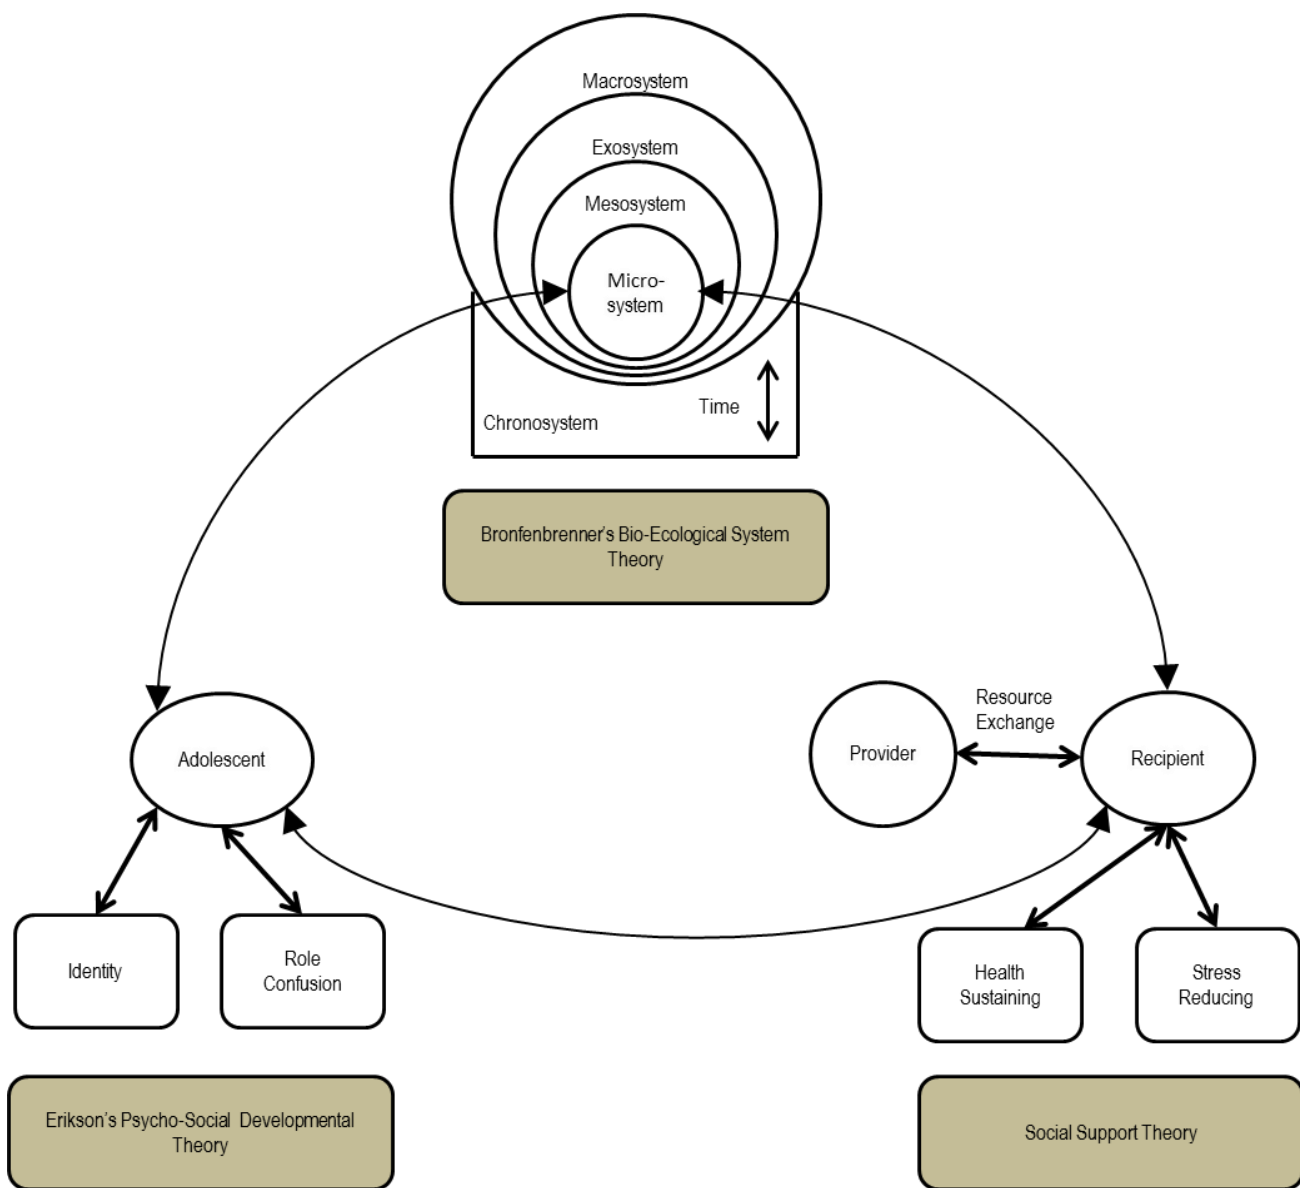 Macrosystem
Exosystem
Mesosystem
Micro-
system
Time
Chronosystem
Bronfenbrenner's Bio-Ecological System
Theory
Resource
Exchange
Adolescent
Provider
Recipient
Identity
Role
Confusion
Health
Sustaining
Stress
Reducing
Erikson's Psycho-Social Developmental
Theory
Social Support Theory